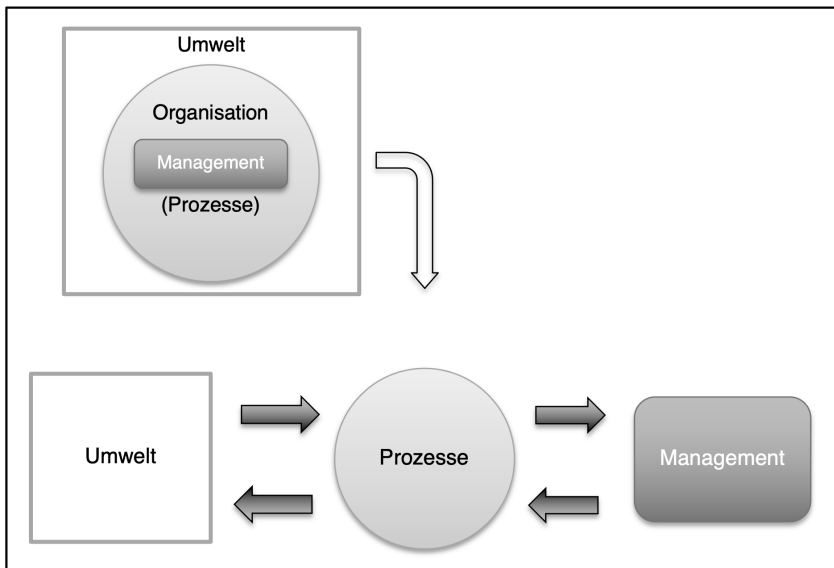 Umwelt
Organisation
Management
(Prozesse)
Umwelt
Prozesse
Management